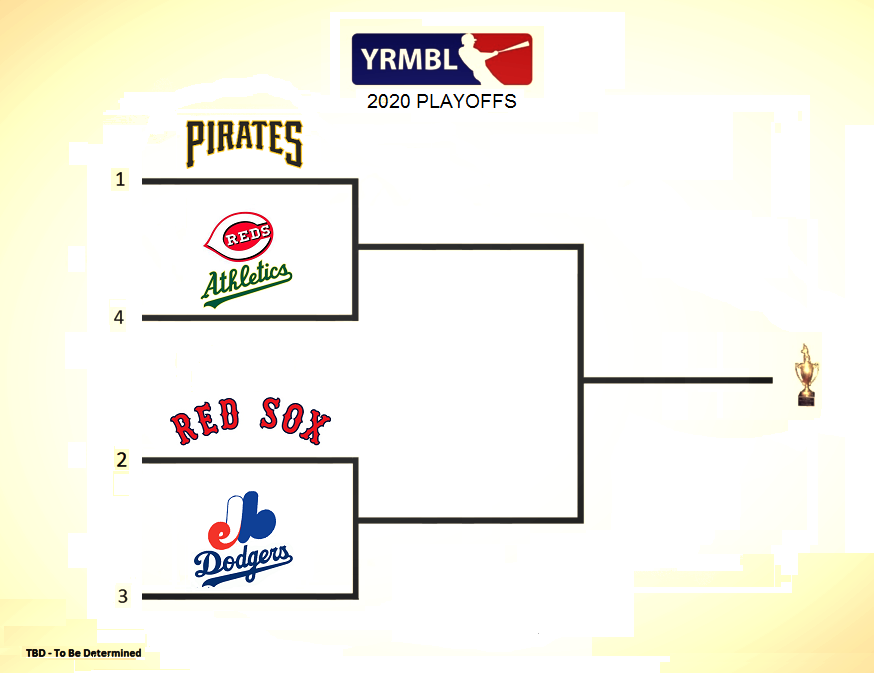 YRMBL
2020 PLAYOFFS
PIRATES
1
REDS
Athletics
4
RED SOX
2
Dodgers
3
TBD - To Be Determined